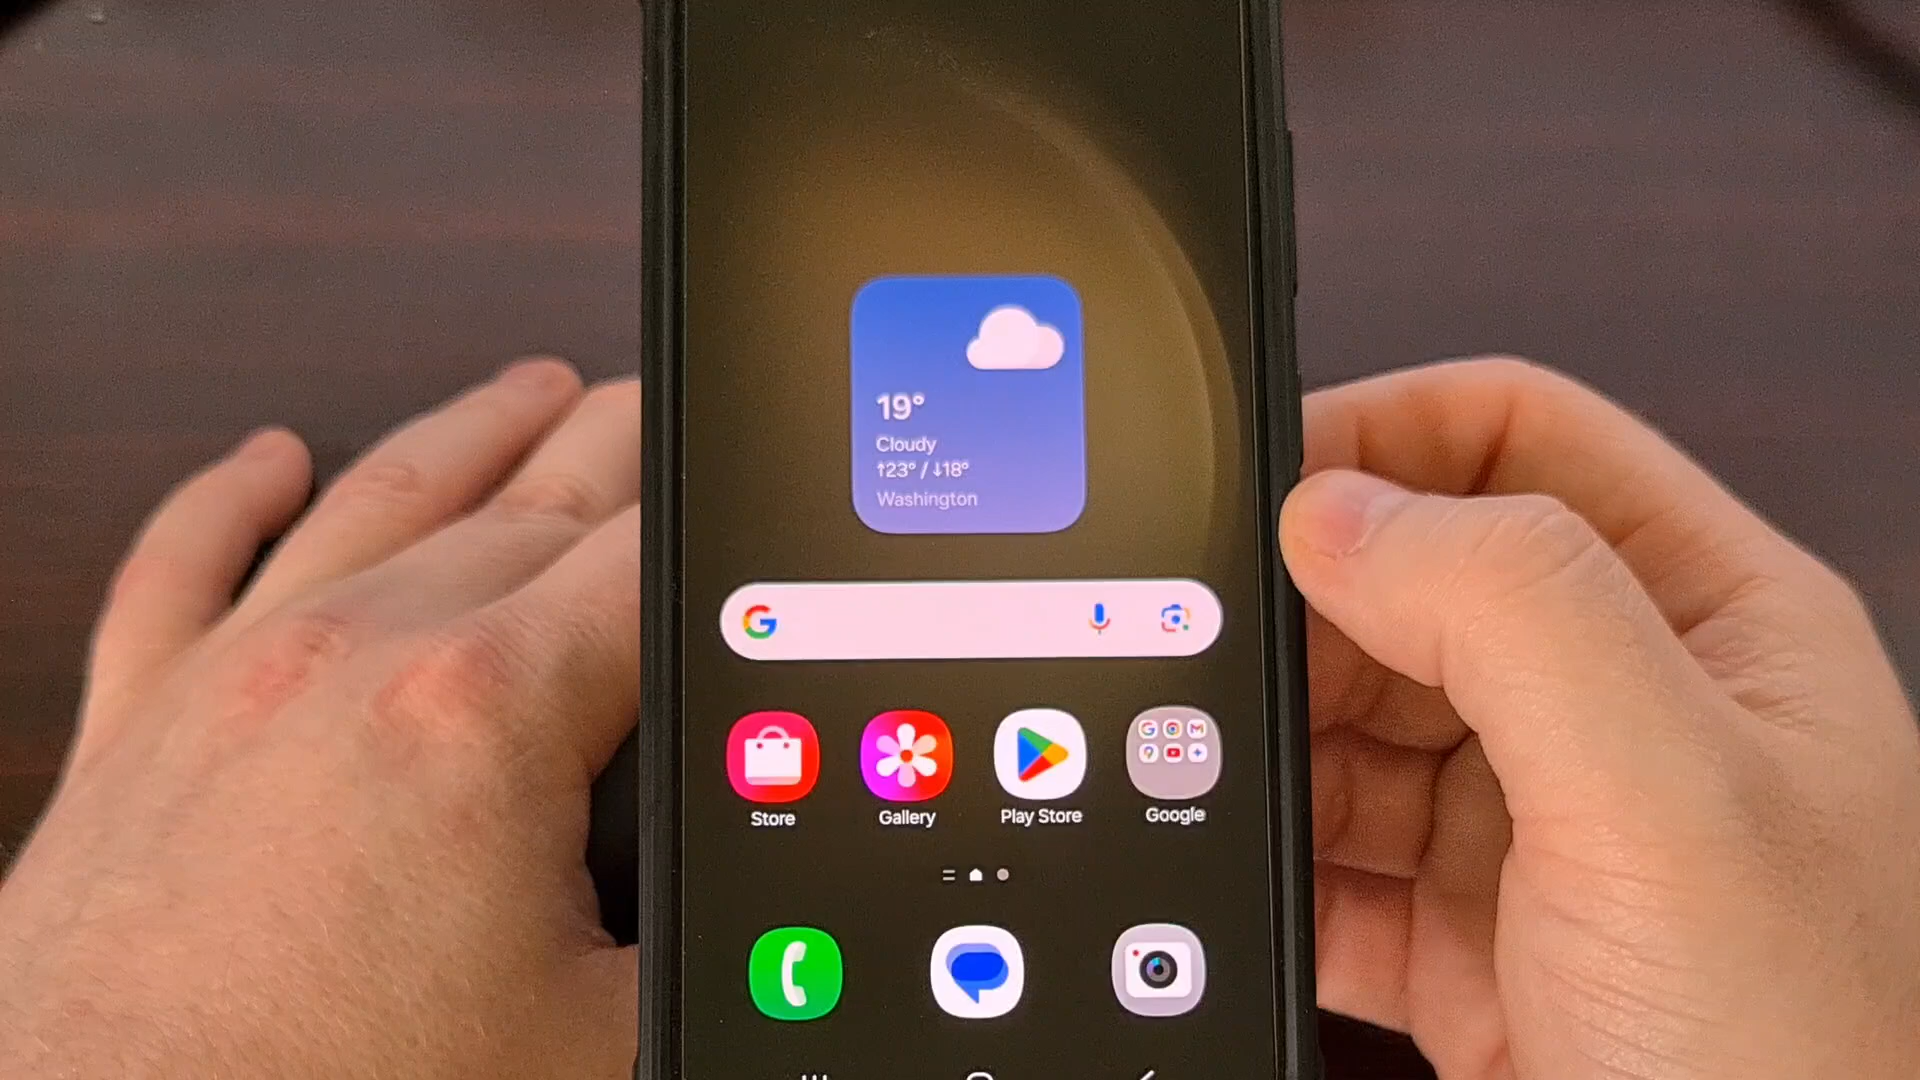 19°
Cloudy
↑23° / ↓18°
Washington
G
Store
Gallery
Play Store
Google